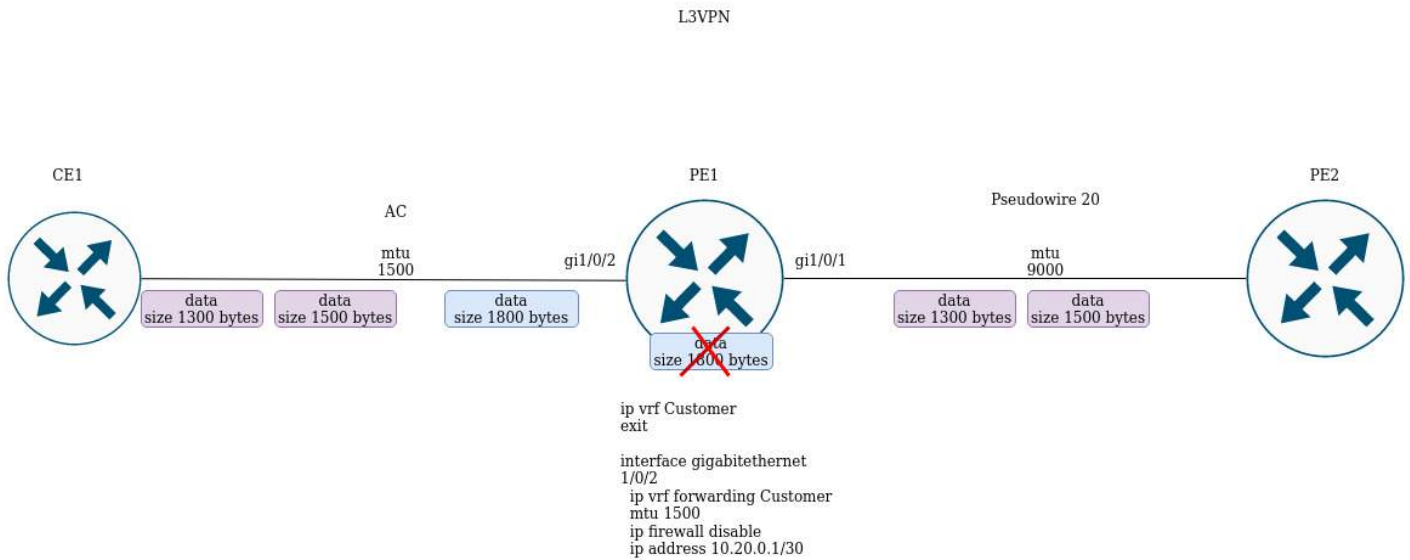 L3VPN
CE1
PE1
PE2
AC
Pseudowire 20
mtu
1500
gi1/0/2
gi1/0/1
mtu
9000
data
size 1300 bytes
data
size 1500 bytes
data
size 1800 bytes
data
size 1300 bytes
data
size 1500 bytes
data
size 1800 bytes
ip vrf Customer
exit
interface gigabitethernet
1/0/2
ip vrf forwarding Customer
mtu 1500
ip firewall disable
ip address 10.20.0.1/30